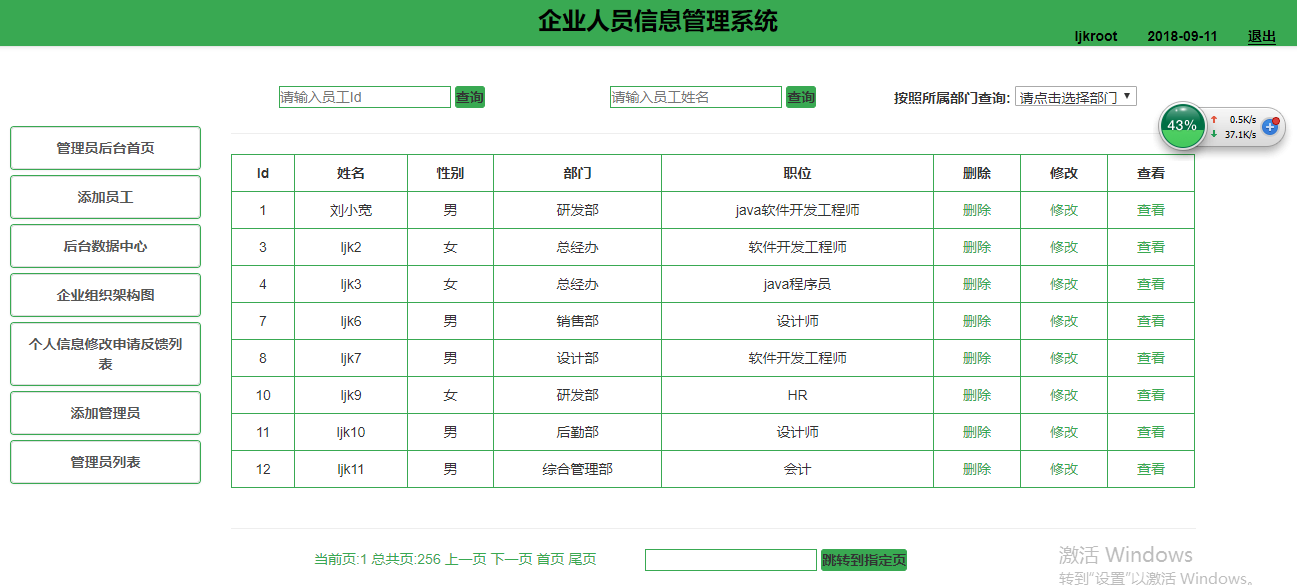 企业人员信息管理系统
ljkroot 2018-09-11 退出
请输入员工Id 查询 请输入员工姓名 查询 按照所属部门查询: 请点击选择部门
43% 0.5K/s
37.1K/s
管理员后台首页
添加员工
后台数据中心
企业组织架构图
个人信息修改申请反馈列
表
添加管理员
管理员列表
Id 姓名 性别 部门 职位 删除 修改 查看
1 刘小宽 男 研发部 java软件开发工程师 删除 修改 查看
3 ljk2 女 总经办 软件开发工程师 删除 修改 查看
4 ljk3 女 总经办 java程序员 删除 修改 查看
7 ljk6 男 销售部 设计师 删除 修改 查看
8 ljk7 男 设计部 软件开发工程师 删除 修改 查看
10 ljk9 女 研发部 HR 删除 修改 查看
11 ljk10 男 后勤部 设计师 删除 修改 查看
12 ljk11 男 综合管理部 会计 删除 修改 查看
当前页:1 总共页:256 上一页 下一页 首页 尾页 跳转到指定页
激活 Windows
转到“设置”以激活 Windows。